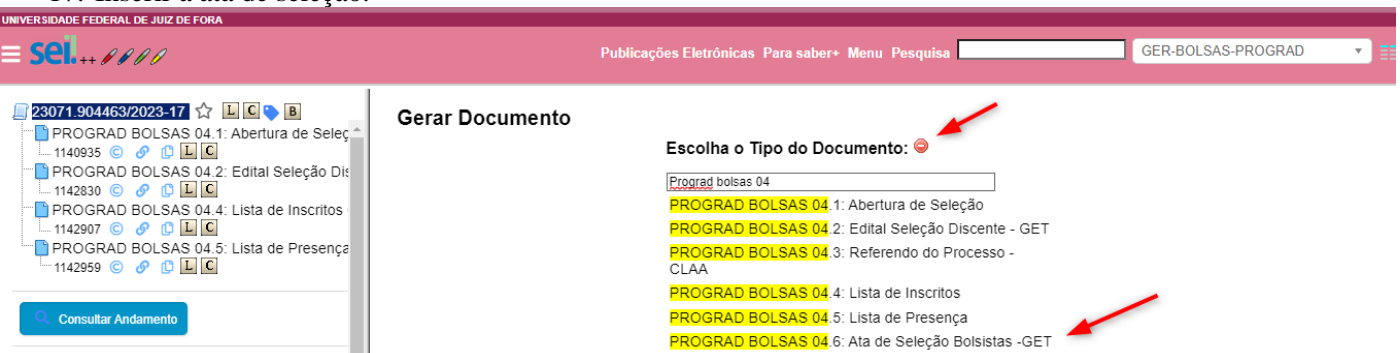 17. Inserir a ata de seleção.
UNIVERSIDADE FEDERAL DE JUIZ DE FORA
sei! ++
Publicações Eletrônicas Para saber+ Menu Pesquisa GER-BOLSAS-PROGRAD
23071.904463/2023-17 L C B
PROGRAD BOLSAS 04.1: Abertura de Seleç
1140935 L C
PROGRAD BOLSAS 04.2: Edital Seleção Dis
1142830 L C
PROGRAD BOLSAS 04.4: Lista de Inscritos
1142907 L C
PROGRAD BOLSAS 04.5: Lista de Presença
1142959 L C
Consultar Andamento
Gerar Documento
Escolha o Tipo do Documento:
Prograd bolsas 04
PROGRAD BOLSAS 04.1: Abertura de Seleção
PROGRAD BOLSAS 04.2: Edital Seleção Discente - GET
PROGRAD BOLSAS 04.3: Referendo do Processo -
CLAA
PROGRAD BOLSAS 04.4: Lista de Inscritos
PROGRAD BOLSAS 04.5: Lista de Presença
PROGRAD BOLSAS 04.6: Ata de Seleção Bolsistas -GET